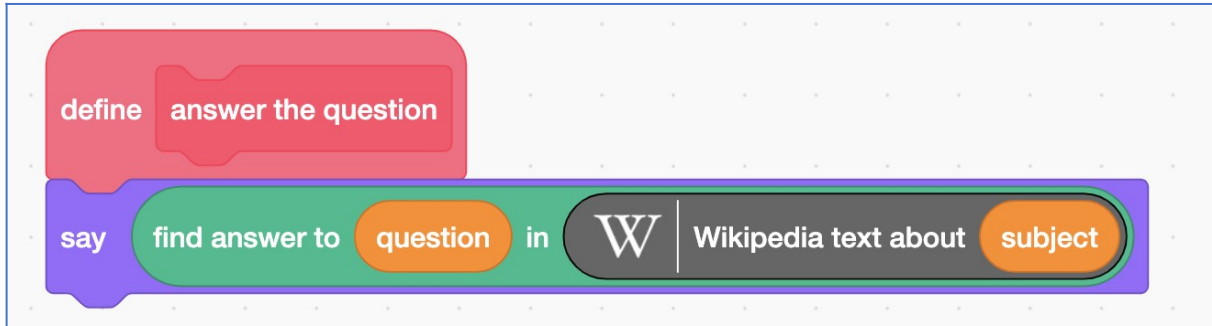 define answer the question
say find answer to question in W Wikipedia text about subject